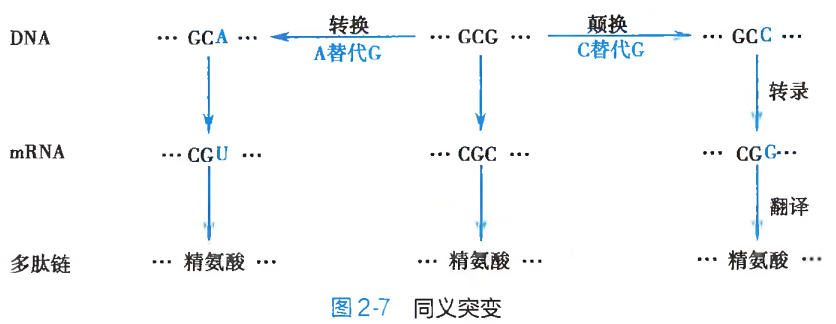 转换 颠换
DNA ··· GCA ··· ··· GCG ··· ··· GCC ···
A替代G C替代G
转录
mRNA ··· CGU ··· ··· CGC ··· ··· CGG···
翻译
多肽链 ··· 精氨酸 ··· ··· 精氨酸 ··· ··· 精氨酸 ···
图2-7 同义突变